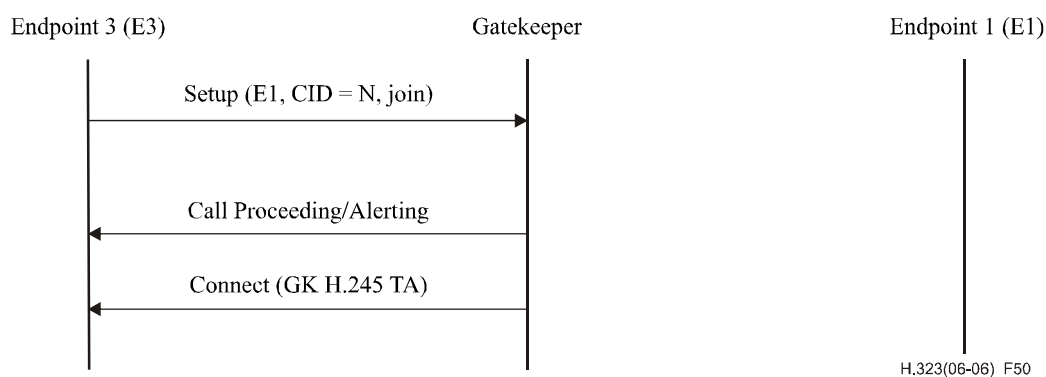 Endpoint 3 (E3)
Gatekeeper
Endpoint 1 (E1)
Setup (E1, CID = N, join)
Call Proceeding/Alerting
Connect (GK H.245 TA)
H.323(06-06) F50